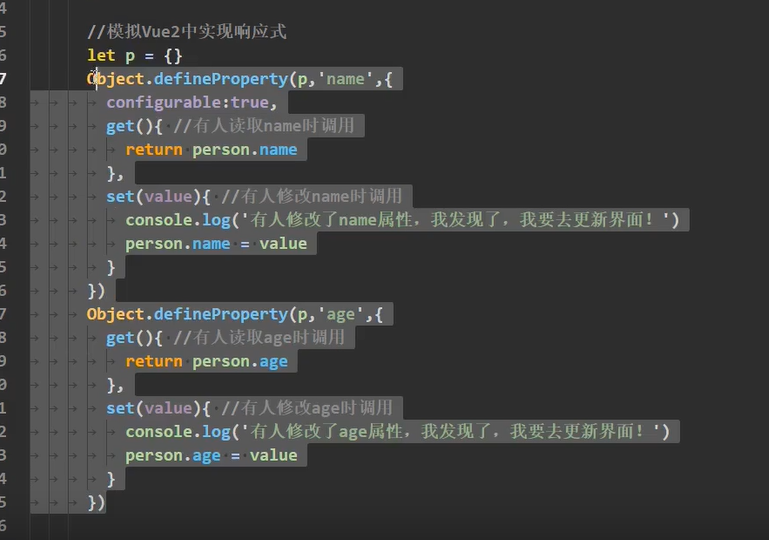 4
5 //模拟Vue2中实现响应式
6 let p = {}
7 Object.defineProperty(p,'name',{
8 configurable:true,
9 get(){ //有人读取name时调用
0 return person.name
1 },
2 set(value){ //有人修改name时调用
3 console.log('有人修改了name属性，我发现了，我要去更新界面！')
4 person.name = value
5 }
6 })
7 Object.defineProperty(p,'age',{
8 get(){ //有人读取age时调用
9 return person.age
0 },
1 set(value){ //有人修改age时调用
2 console.log('有人修改了age属性，我发现了，我要去更新界面！')
3 person.age = value
4 }
5 })
6